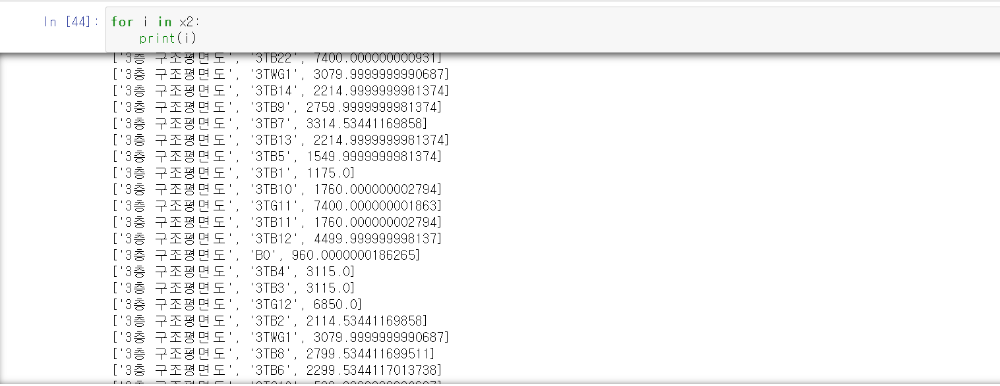 In [44]: for i in x2:
print(i)
['3층 구조평면도', '3TB22', 7400.000000000931]
['3층 구조평면도', '3TWG1', 3079.9999999990687]
['3층 구조평면도', '3TB14', 2214.9999999981374]
['3층 구조평면도', '3TB9', 2759.9999999981374]
['3층 구조평면도', '3TB7', 3314.53441169858]
['3층 구조평면도', '3TB13', 2214.9999999981374]
['3층 구조평면도', '3TB5', 1549.9999999981374]
['3층 구조평면도', '3TB1', 1175.0]
['3층 구조평면도', '3TB10', 1760.000000002794]
['3층 구조평면도', '3TG11', 7400.000000001863]
['3층 구조평면도', '3TB11', 1760.000000002794]
['3층 구조평면도', '3TB12', 4499.999999998137]
['3층 구조평면도', 'B0', 960.0000000186265]
['3층 구조평면도', '3TB4', 3115.0]
['3층 구조평면도', '3TB3', 3115.0]
['3층 구조평면도', '3TG12', 6850.0]
['3층 구조평면도', '3TB2', 2114.53441169858]
['3층 구조평면도', '3TWG1', 3079.9999999990687]
['3층 구조평면도', '3TB8', 2799.534411699511]
['3층 구조평면도', '3TB6', 2299.5344117013738]